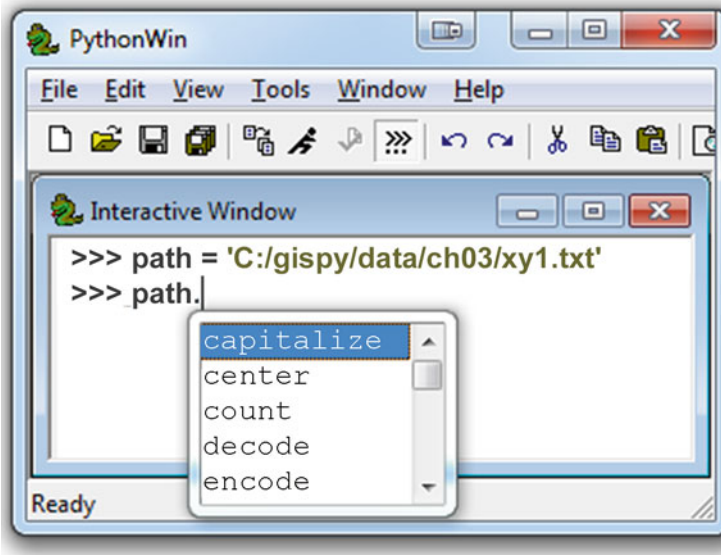 PythonWin
File Edit View Tools Window Help
Interactive Window
>>> path = 'C:/gispy/data/ch03/xy1.txt'
>>> path.
capitalize
center
count
decode
encode
Ready